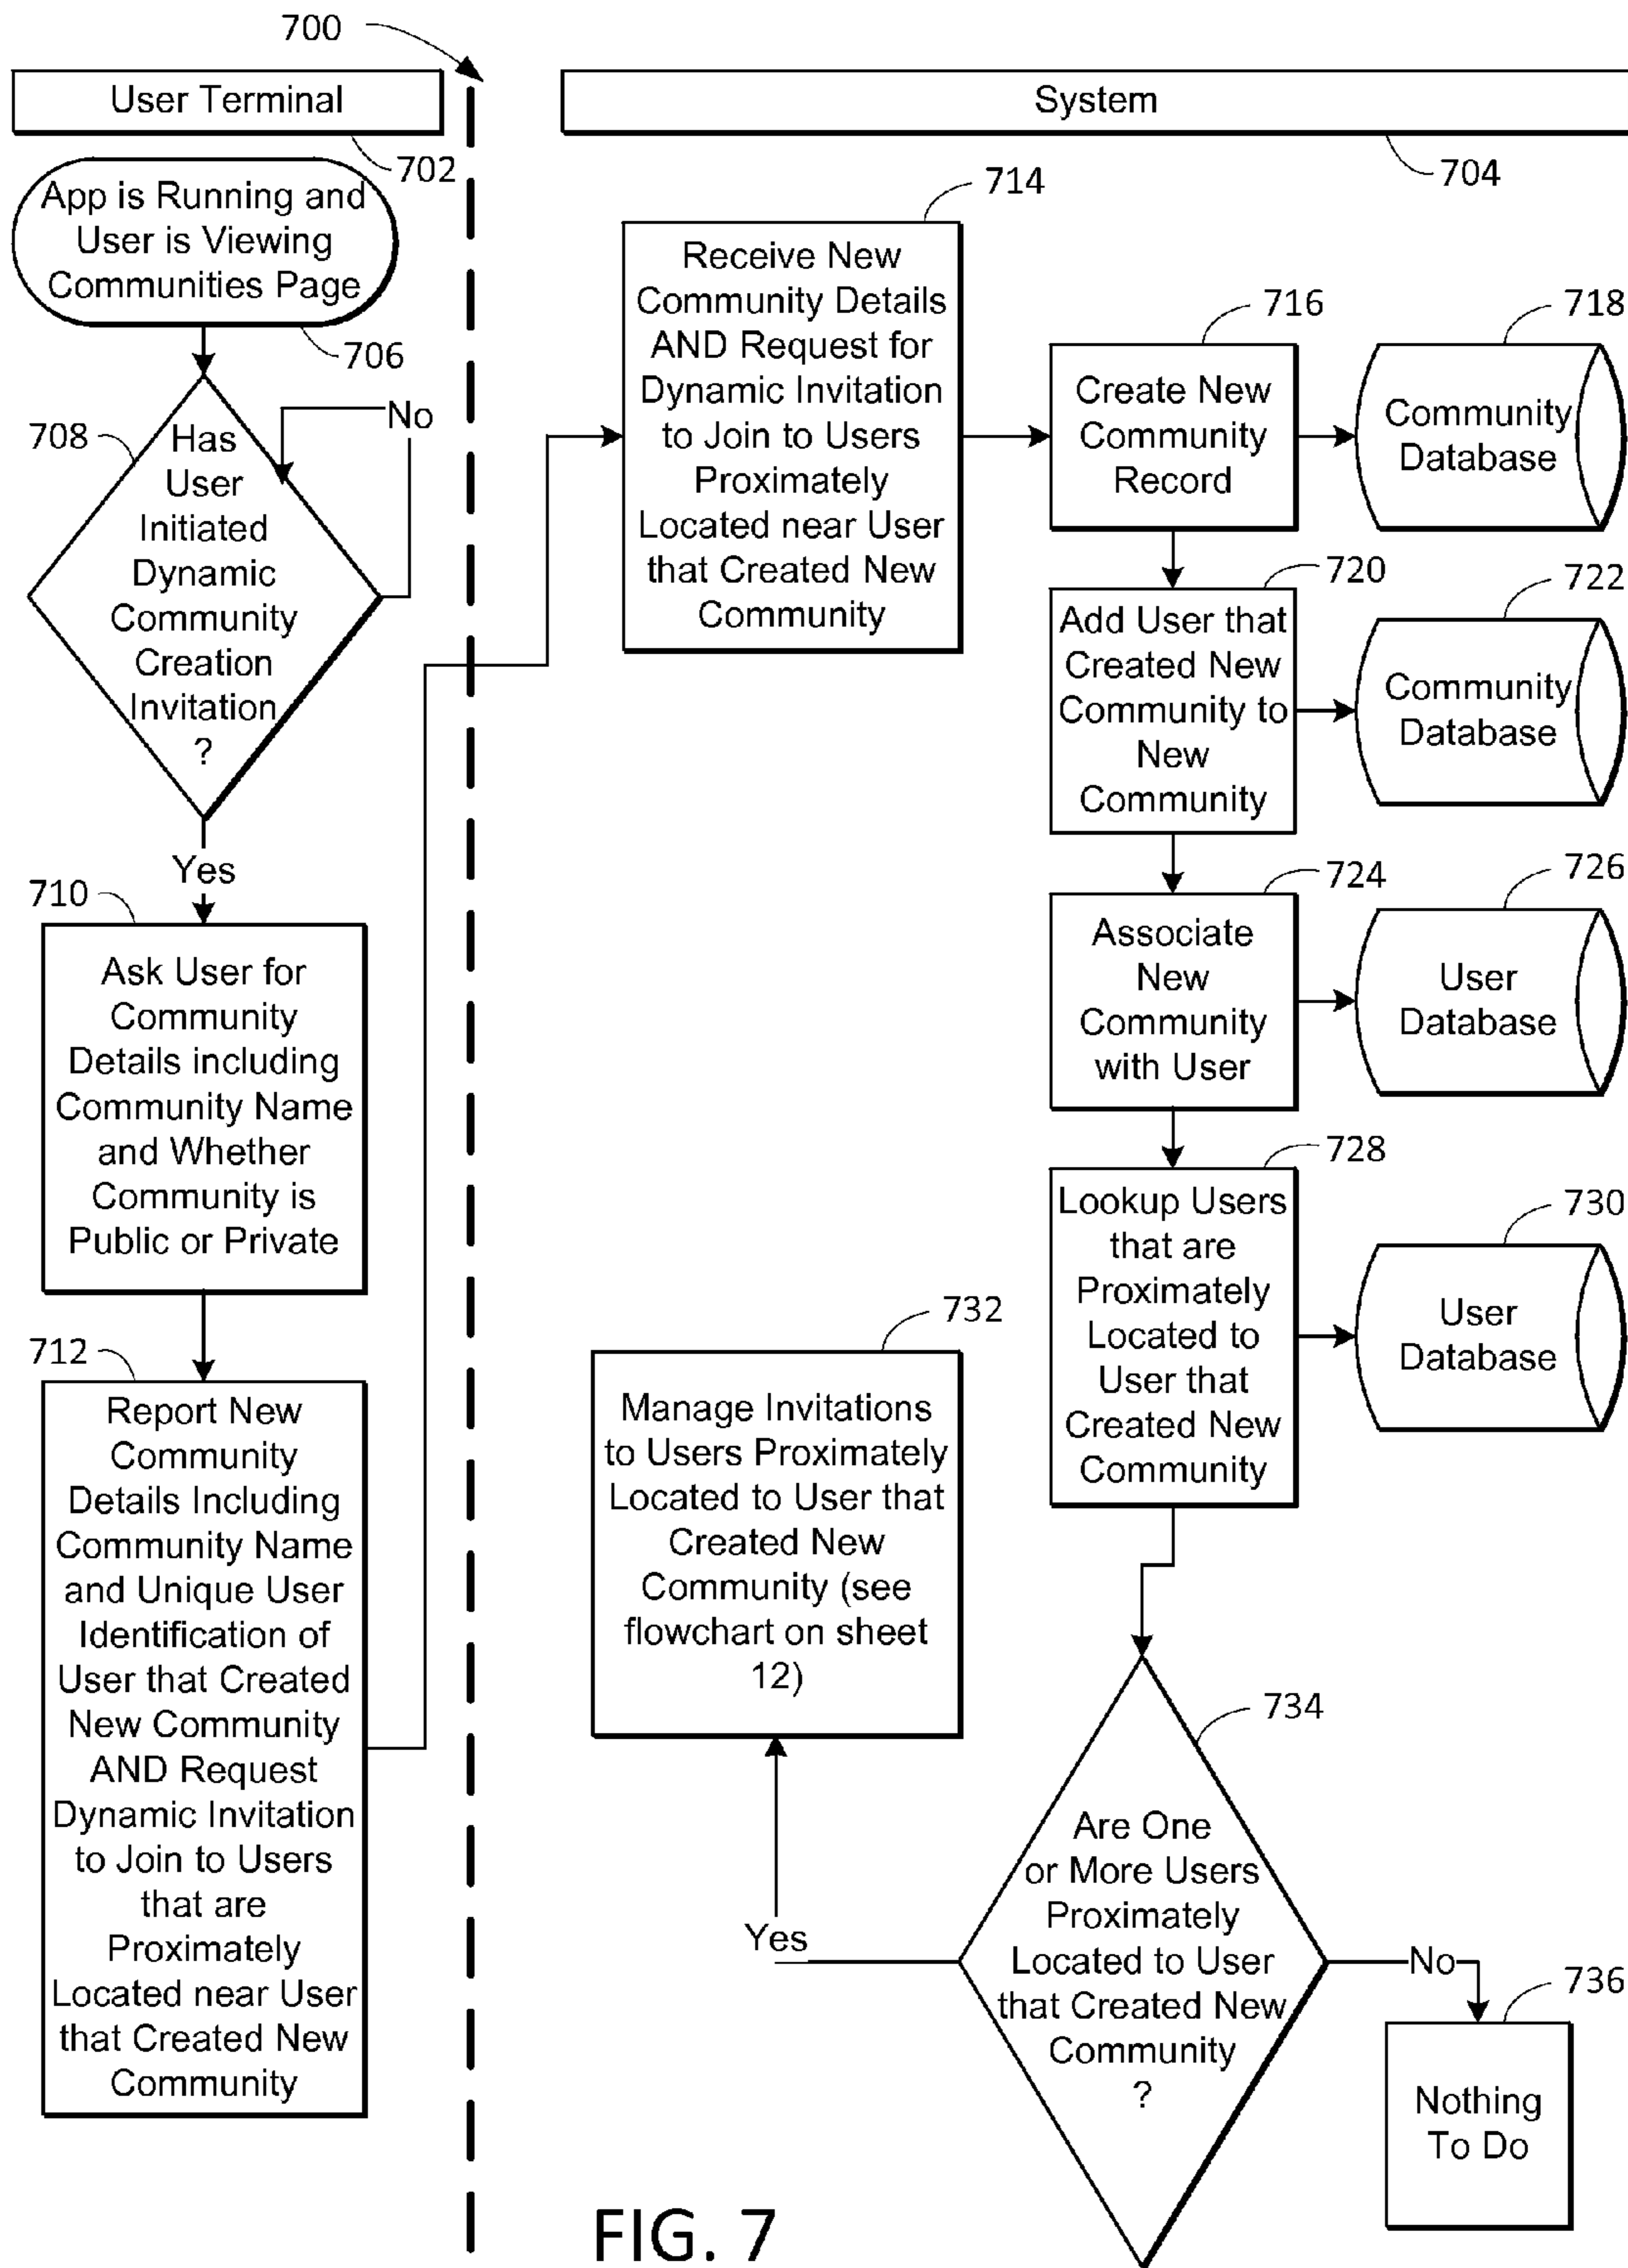 700
User Terminal
System
702
704
App is Running and
User is Viewing
Communities Page
706
708
Has
User
Initiated
Dynamic
Community
Creation
Invitation
?
No
Yes
710
Ask User for
Community
Details including
Community Name
and Whether
Community is
Public or Private
712
Report New
Community
Details Including
Community Name
and Unique User
Identification of
User that Created
New Community
AND Request
Dynamic Invitation
to Join to Users
that are
Proximately
Located near User
that Created New
Community
714
Receive New
Community Details
AND Request for
Dynamic Invitation
to Join to Users
Proximately
Located near User
that Created New
Community
716
Create New
Community
Record
718
Community
Database
720
Add User that
Created New
Community to
New
Community
722
Community
Database
724
Associate
New
Community
with User
726
User
Database
728
Lookup Users
that are
Proximately
Located to
User that
Created New
Community
730
User
Database
732
Manage Invitations
to Users Proximately
Located to User that
Created New
Community (see
flowchart on sheet
12)
734
Are One
or More Users
Proximately
Located to User
that Created New
Community
?
Yes
No
736
Nothing
To Do
FIG. 7